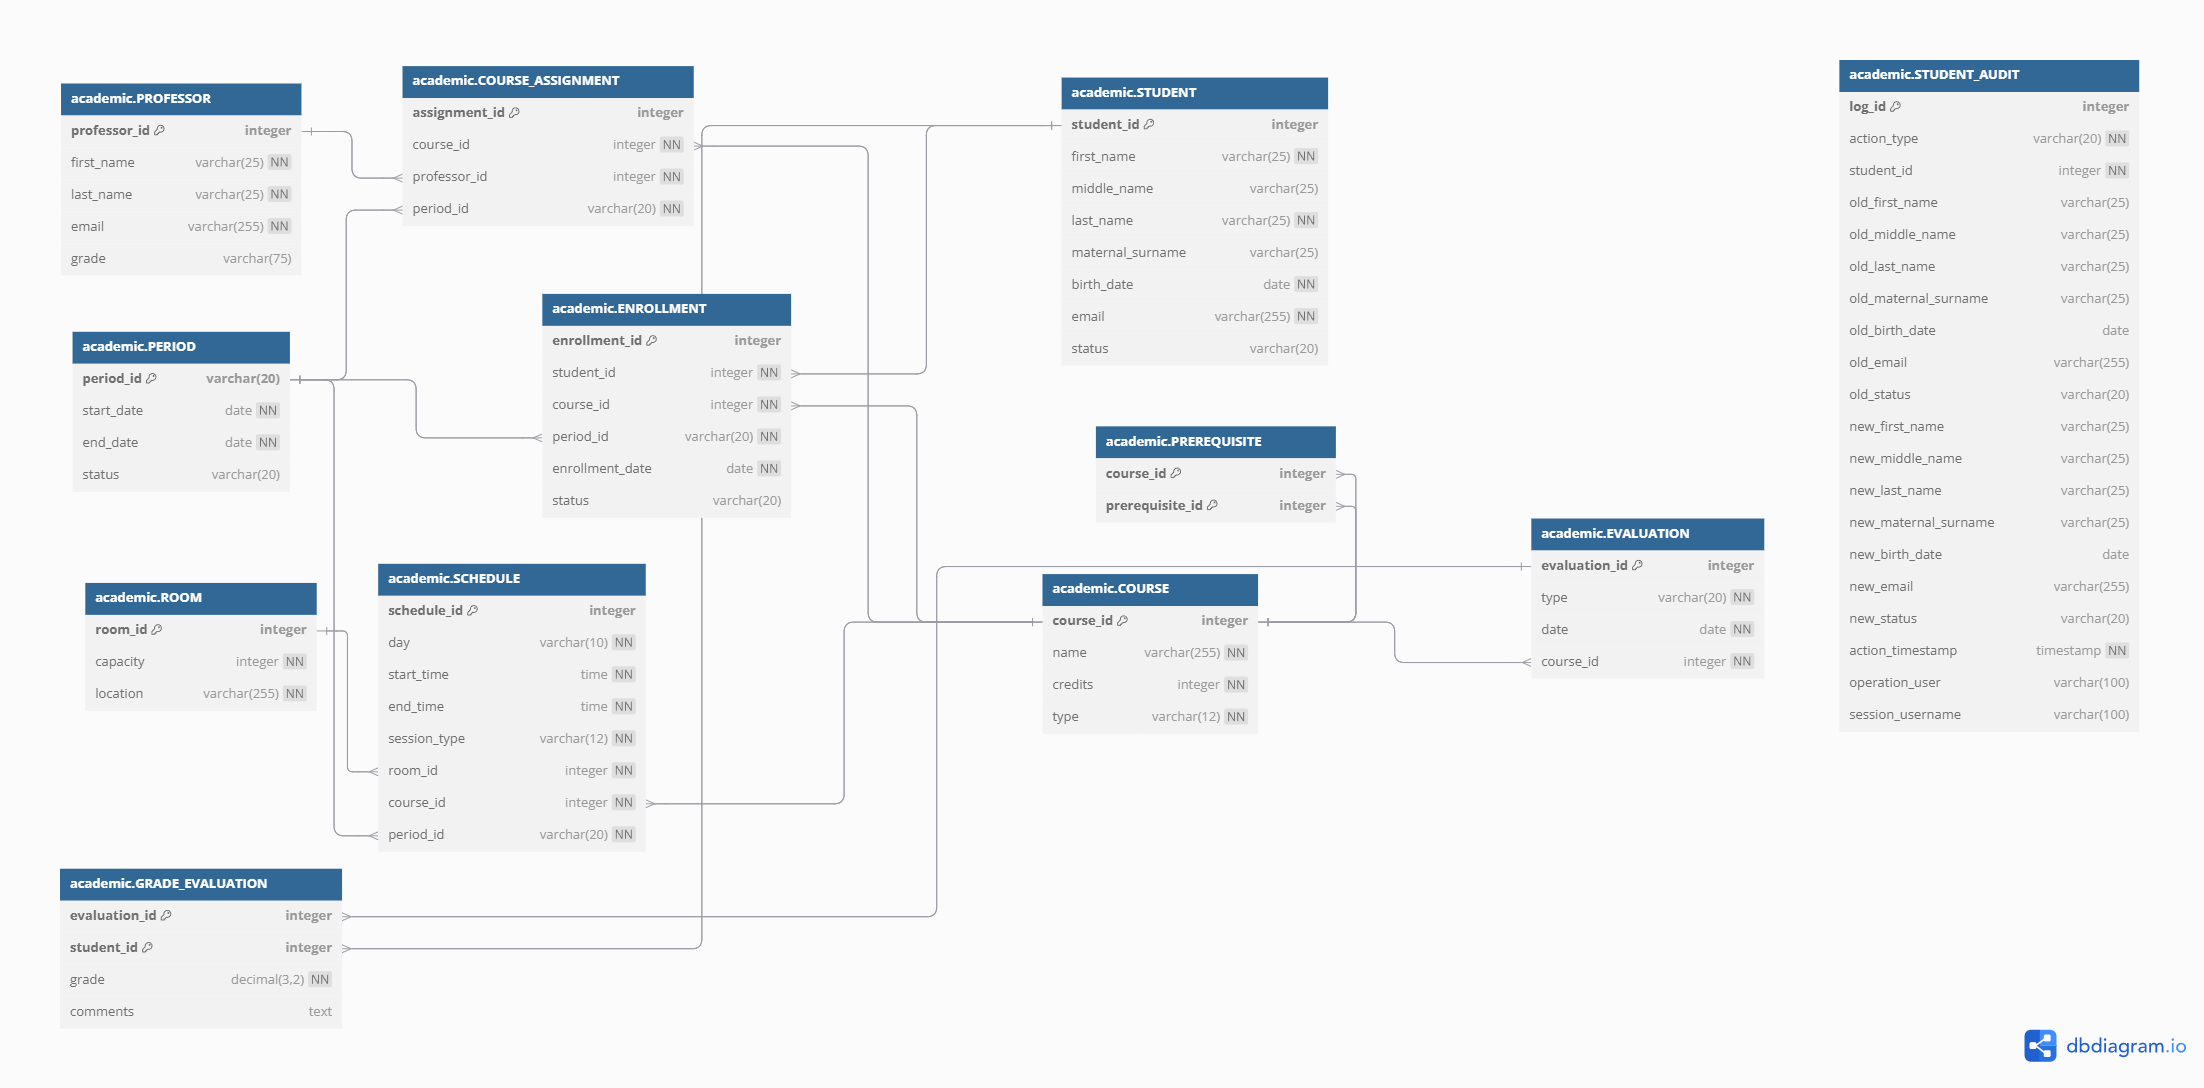 academic.PROFESSOR
professor_id integer
first_name varchar(25) NN
last_name varchar(25) NN
email varchar(255) NN
grade varchar(75)
academic.COURSE_ASSIGNMENT
assignment_id integer
course_id integer NN
professor_id integer NN
period_id varchar(20) NN
academic.STUDENT
student_id integer
first_name varchar(25) NN
middle_name varchar(25)
last_name varchar(25) NN
maternal_surname varchar(25)
birth_date date NN
email varchar(255) NN
status varchar(20)
academic.STUDENT_AUDIT
log_id integer
action_type varchar(20) NN
student_id integer NN
old_first_name varchar(25)
old_middle_name varchar(25)
old_last_name varchar(25)
old_maternal_surname varchar(25)
old_birth_date date
old_email varchar(255)
old_status varchar(20)
new_first_name varchar(25)
new_middle_name varchar(25)
new_last_name varchar(25)
new_maternal_surname varchar(25)
new_birth_date date
new_email varchar(255)
new_status varchar(20)
action_timestamp timestamp NN
operation_user varchar(100)
session_username varchar(100)
academic.PERIOD
period_id varchar(20)
start_date date NN
end_date date NN
status varchar(20)
academic.ENROLLMENT
enrollment_id integer
student_id integer NN
course_id integer NN
period_id varchar(20) NN
enrollment_date date NN
status varchar(20)
academic.PREREQUISITE
course_id integer
prerequisite_id integer
academic.EVALUATION
evaluation_id integer
type varchar(20) NN
date date NN
course_id integer NN
academic.ROOM
room_id integer
capacity integer NN
location varchar(255) NN
academic.SCHEDULE
schedule_id integer
day varchar(10) NN
start_time time NN
end_time time NN
session_type varchar(12) NN
room_id integer NN
course_id integer NN
period_id varchar(20) NN
academic.COURSE
course_id integer
name varchar(255) NN
credits integer NN
type varchar(12) NN
academic.GRADE_EVALUATION
evaluation_id integer
student_id integer
grade decimal(3,2) NN
comments text
dbdiagram.io